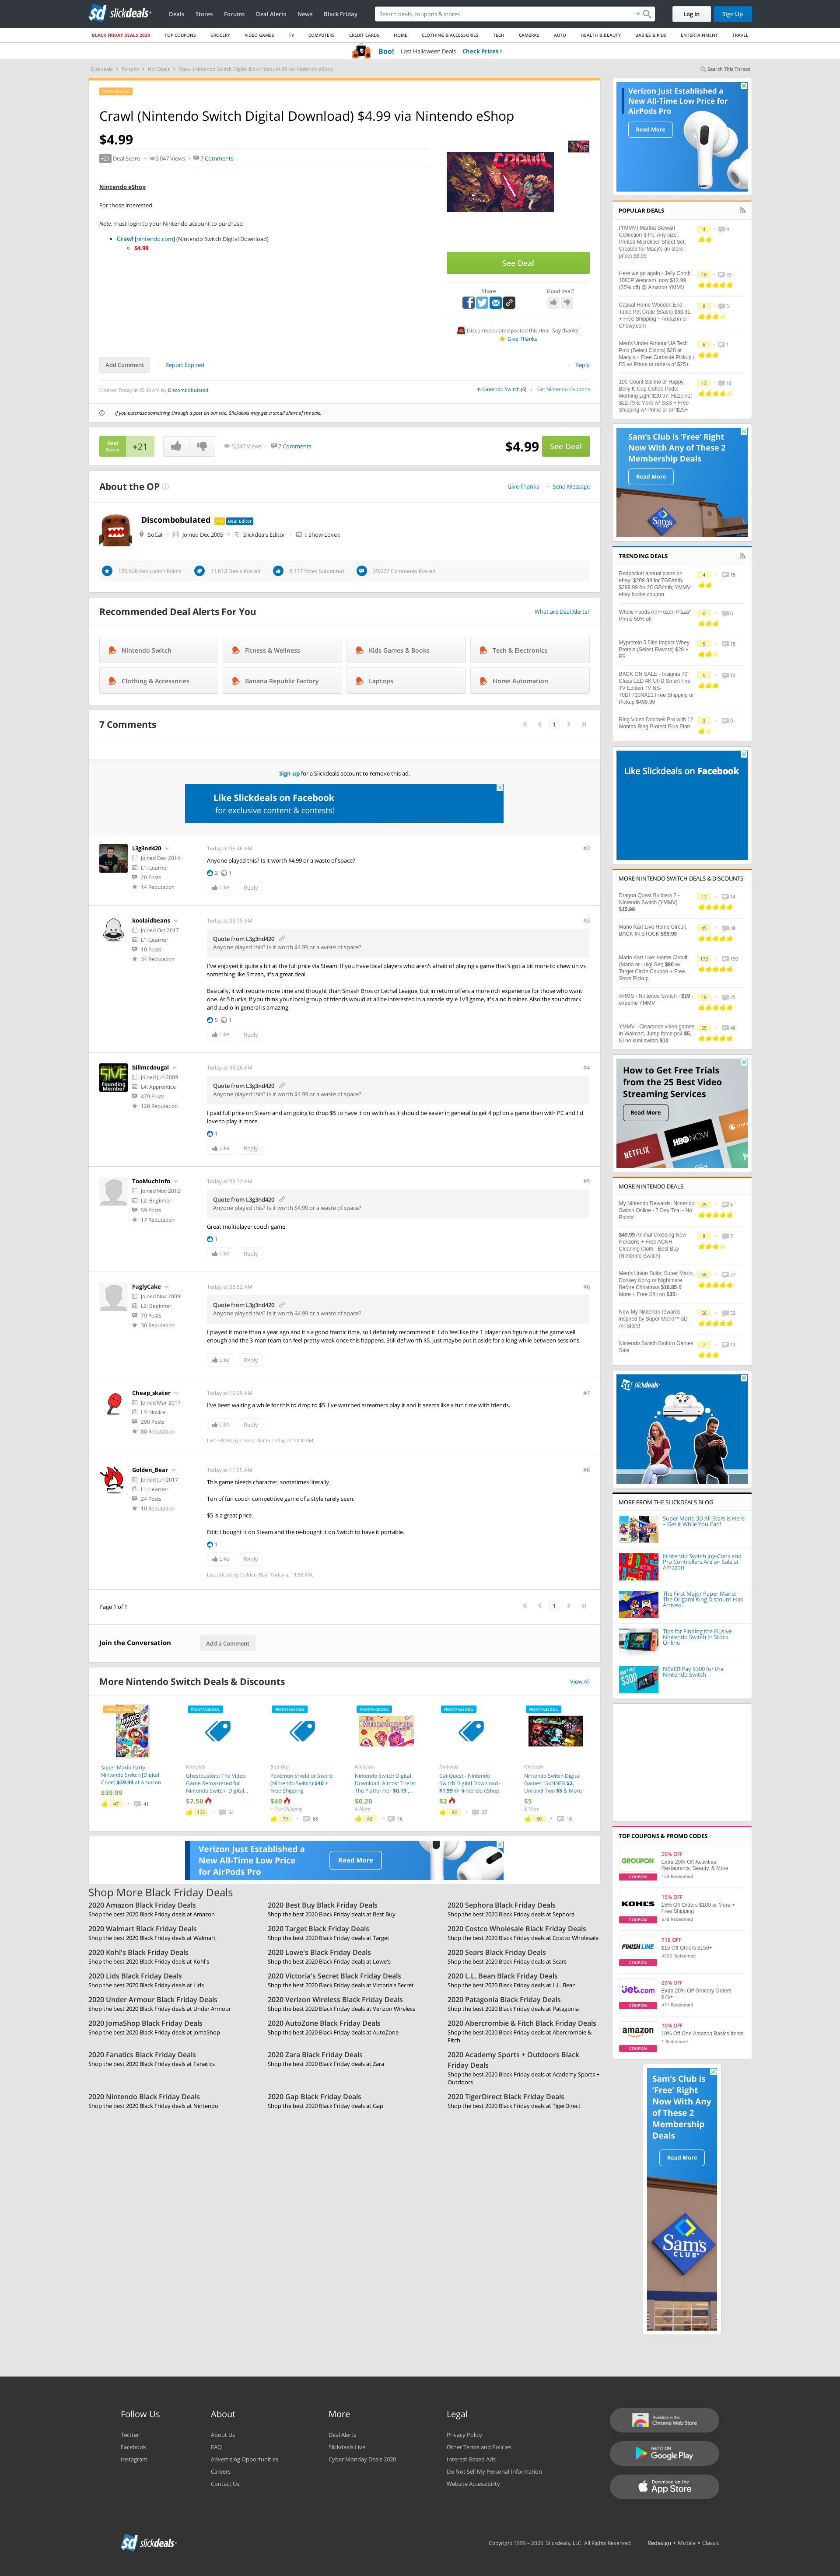 slickdeals
Deals Stores Forums Deal Alerts News Black Friday
Search deals, coupons & stores
Log In Sign Up
BLACK FRIDAY DEALS 2020 TOP COUPONS GROCERY VIDEO GAMES TV COMPUTERS CREDIT CARDS HOME CLOTHING & ACCESSORIES TECH CAMERAS AUTO HEALTH & BEAUTY BABIES & KIDS ENTERTAINMENT TRAVEL
Boo! Last Halloween Deals Check Prices ›
Slickdeals › Forums › Hot Deals › Crawl (Nintendo Switch Digital Download) $4.99 via Nintendo eShop
Search This Thread
POPULAR DEAL
Crawl (Nintendo Switch Digital Download) $4.99 via Nintendo eShop
$4.99
+21 Deal Score 5,047 Views 7 Comments
Nintendo eShop
For those interested
Note, must login to your Nintendo account to purchase.
Crawl [nintendo.com] (Nintendo Switch Digital Download)
$4.99
CRAWL
See Deal
Share Good deal?
Discombobulated posted this deal. Say thanks!
Give Thanks
Add Comment Report Expired Reply
Created Today at 05:43 AM by Discombobulated
in Nintendo Switch (6) Get Nintendo Coupons
If you purchase something through a post on our site, Slickdeals may get a small share of the sale.
Deal Score +21 5,047 Views 7 Comments $4.99 See Deal
About the OP Give Thanks Send Message
Discombobulated Pro Deal Editor
SoCal Joined Dec 2005 Slickdeals Editor Show Love
170,626 Reputation Points 11,612 Deals Posted 8,117 Votes Submitted 29,027 Comments Posted
Recommended Deal Alerts For You What are Deal Alerts?
Nintendo Switch Fitness & Wellness Kids Games & Books Tech & Electronics
Clothing & Accessories Banana Republic Factory Laptops Home Automation
7 Comments 1
Sign up for a Slickdeals account to remove this ad.
Like Slickdeals on Facebook
for exclusive content & contests!
L3g3nd420
Joined Dec 2014
L1: Learner
20 Posts
14 Reputation
Today at 06:46 AM #2
Anyone played this? Is it worth $4.99 or a waste of space?
2 1
Like Reply
koolaidbeans
Joined Oct 2017
L1: Learner
10 Posts
34 Reputation
Today at 08:15 AM #3
Quote from L3g3nd420
Anyone played this? Is it worth $4.99 or a waste of space?
I've enjoyed it quite a bit at the full price via Steam. If you have local players who aren't afraid of playing a game that's got a bit more to chew on vs
something like Smash, it's a great deal.
Basically, it will require more time and thought than Smash Bros or Lethal League, but in return offers a more rich experience for those who want
one. At 5 bucks, if you think your local group of friends would at all be interested in a arcade style 1v3 game, it's a no brainer. Also the soundtrack
and audio in general is amazing.
5 1
Like Reply
billmcdougal
Joined Jun 2009
L4: Apprentice
479 Posts
120 Reputation
Today at 08:26 AM #4
Quote from L3g3nd420
Anyone played this? Is it worth $4.99 or a waste of space?
I paid full price on Steam and am going to drop $5 to have it on switch as it should be easier in general to get 4 ppl on a game than with PC and I'd
love to play it more.
1
Like Reply
TooMuchInfo
Joined Nov 2012
L2: Beginner
59 Posts
17 Reputation
Today at 08:33 AM #5
Quote from L3g3nd420
Anyone played this? Is it worth $4.99 or a waste of space?
Great multiplayer couch game.
1
Like Reply
FuglyCake
Joined Nov 2009
L2: Beginner
79 Posts
30 Reputation
Today at 08:52 AM #6
Quote from L3g3nd420
Anyone played this? Is it worth $4.99 or a waste of space?
I played it more than a year ago and it's a good frantic time, so I definitely recommend it. I do feel like the 1 player can figure out the game well
enough and the 3 man team can feel pretty weak once that happens, leading to one sided battles sometimes. Still def worth $5. Just maybe put it aside for a long while between sessions.
Like Reply
Cheap_skater
Joined Mar 2017
L3: Novice
290 Posts
80 Reputation
Today at 10:29 AM #7
I've been waiting a while for this to drop to $5. I've watched streamers play it and it seems like a fun time with friends.
Like Reply
Last edited by Cheap_skater Today at 10:40 AM.
Golden_Bear
Joined Jun 2017
L1: Learner
24 Posts
10 Reputation
Today at 11:55 AM #8
This game bleeds character, sometimes literally.
Ton of fun couch competitive game of a style rarely seen.
$5 is a great price.
Edit: I bought it on Steam and the re-bought it on Switch to have it portable.
1
Like Reply
Last edited by Golden_Bear Today at 11:58 AM.
Page 1 of 1 1
Join the Conversation Add a Comment
More Nintendo Switch Deals & Discounts View All
Super Mario Party - Nintendo Switch [Digital Code] $39.99 at Amazon
$39.99
47 41
FRONTPAGE DEAL
Nintendo
Ghostbusters: The Video Game Remastered for Nintendo Switch- Digital...
$7.50
153 54
FRONTPAGE DEAL
Best Buy
Pokémon Shield or Sword (Nintendo Switch) $40 + Free Shipping
$40
+ Free Shipping
79 68
FRONTPAGE DEAL
Nintendo
Nintendo Switch Digital Download: Almost There: The Platformer $0.19,...
$0.20
& More
43 16
FRONTPAGE DEAL
Nintendo
Cat Quest - Nintendo Switch Digital Download - $1.99 @ Nintendo eShop
$2
83 27
FRONTPAGE DEAL
Nintendo
Nintendo Switch Digital Games: GoNNER $2, Unravel Two $5 & More
$5
& More
60 16
Verizon Just Established a New All-Time Low Price for AirPods Pro
Read More
Shop More Black Friday Deals
2020 Amazon Black Friday Deals
Shop the best 2020 Black Friday deals at Amazon
2020 Best Buy Black Friday Deals
Shop the best 2020 Black Friday deals at Best Buy
2020 Sephora Black Friday Deals
Shop the best 2020 Black Friday deals at Sephora
2020 Walmart Black Friday Deals
Shop the best 2020 Black Friday deals at Walmart
2020 Target Black Friday Deals
Shop the best 2020 Black Friday deals at Target
2020 Costco Wholesale Black Friday Deals
Shop the best 2020 Black Friday deals at Costco Wholesale
2020 Kohl's Black Friday Deals
Shop the best 2020 Black Friday deals at Kohl's
2020 Lowe's Black Friday Deals
Shop the best 2020 Black Friday deals at Lowe's
2020 Sears Black Friday Deals
Shop the best 2020 Black Friday deals at Sears
2020 Lids Black Friday Deals
Shop the best 2020 Black Friday deals at Lids
2020 Victoria's Secret Black Friday Deals
Shop the best 2020 Black Friday deals at Victoria's Secret
2020 L.L. Bean Black Friday Deals
Shop the best 2020 Black Friday deals at L.L. Bean
2020 Under Armour Black Friday Deals
Shop the best 2020 Black Friday deals at Under Armour
2020 Verizon Wireless Black Friday Deals
Shop the best 2020 Black Friday deals at Verizon Wireless
2020 Patagonia Black Friday Deals
Shop the best 2020 Black Friday deals at Patagonia
2020 JomaShop Black Friday Deals
Shop the best 2020 Black Friday deals at JomaShop
2020 AutoZone Black Friday Deals
Shop the best 2020 Black Friday deals at AutoZone
2020 Abercrombie & Fitch Black Friday Deals
Shop the best 2020 Black Friday deals at Abercrombie & Fitch
2020 Fanatics Black Friday Deals
Shop the best 2020 Black Friday deals at Fanatics
2020 Zara Black Friday Deals
Shop the best 2020 Black Friday deals at Zara
2020 Academy Sports + Outdoors Black Friday Deals
Shop the best 2020 Black Friday deals at Academy Sports + Outdoors
2020 Nintendo Black Friday Deals
Shop the best 2020 Black Friday deals at Nintendo
2020 Gap Black Friday Deals
Shop the best 2020 Black Friday deals at Gap
2020 TigerDirect Black Friday Deals
Shop the best 2020 Black Friday deals at TigerDirect
Verizon Just Established a
New All-Time Low Price for
AirPods Pro
Read More
POPULAR DEALS
(YMMV) Martha Stewart Collection 3-Pc. Any size , Printed Microfiber Sheet Set, Created for Macy's (in store price) $8.99
4 4
Here we go again - Jelly Comb 1080P Webcam, now $12.99 (35% off) @ Amazon YMMV
18 33
Casual Home Wooden End Table Pet Crate (Black) $83.31 + Free Shipping ~ Amazon or Chewy.com
8 5
Men's Under Armour UA Tech Polo (Select Colors) $20 at Macy's + Free Curbside Pickup / FS w/ Prime or orders of $25+
6 1
100-Count Solimo or Happy Belly K-Cup Coffee Pods: Morning Light $20.97, Hazelnut $22.79 & More w/ S&S + Free Shipping w/ Prime or on $25+
13 10
Sam's Club is 'Free' Right
Now With Any of These 2
Membership Deals
Read More
TRENDING DEALS
Redpocket annual plans on ebay: $209.99 for 7GB/mth, $299.99 for 20 GB/mth; YMMV ebay bucks coupon
4 15
Whole Foods All Frozen Pizza* Prime 50% off
6 6
Myprotein 5.5lbs Impact Whey Protein (Select Flavors) $28 + FS
5 15
BACK ON SALE - Insignia 70" Class LED 4K UHD Smart Fire TV Edition TV NS-70DF710NA21 Free Shipping or Pickup $499.99
6 12
Ring Video Doorbell Pro with 12 Months Ring Protect Plus Plan
3 9
Like Slickdeals on Facebook
MORE NINTENDO SWITCH DEALS & DISCOUNTS
Dragon Quest Builders 2 - Nintendo Switch (YMMV) $15.99
17 14
Mario Kart Live Home Circuit BACK IN STOCK $99.99
45 48
Mario Kart Live: Home Circuit (Mario or Luigi Set) $90 w/ Target Circle Coupon + Free Store Pickup
173 190
ARMS - Nintendo Switch - $19 - extreme YMMV
18 25
YMMV - Clearance video games in Walmart, Jump force ps4 $5, Ni no kuni switch $10
55 46
How to Get Free Trials
from the 25 Best Video
Streaming Services
Read More
NETFLIX HBO NOW hulu
MORE NINTENDO DEALS
My Nintendo Rewards: Nintendo Switch Online - 7 Day Trial - No Points!
25 5
$49.99 Animal Crossing New Horizons + Free ACNH Cleaning Cloth - Best Buy (Nintendo Switch)
8 7
Men's Union Suits: Super Mario, Donkey Kong or Nightmare Before Christmas $16.85 & More + Free S/H on $35+
56 27
New My Nintendo rewards inspired by Super Mario™ 3D All-Stars!
56 53
Nintendo Switch Balloro Games Sale
7 13
slickdeals
MORE FROM THE SLICKDEALS BLOG
Super Mario 3D All-Stars is Here – Get it While You Can!
Nintendo Switch Joy-Cons and Pro Controllers Are on Sale at Amazon
The First Major Paper Mario: The Origami King Discount Has Arrived
Tips for Finding the Elusive Nintendo Switch In Stock Online
NEVER Pay $300 for the Nintendo Switch
TOP COUPONS & PROMO CODES
GROUPON COUPON
20% OFF
Extra 20% Off Activities, Restaurants, Beauty, & More
159 Redeemed
KOHL'S COUPON
15% OFF
15% Off Orders $100 or More + Free Shipping
678 Redeemed
FINISH LINE COUPON
$15 OFF
$15 Off Orders $150+
4928 Redeemed
Jet.com COUPON
20% OFF
Extra 20% Off Grocery Orders $75+
411 Redeemed
amazon COUPON
10% OFF
10% Off One Amazon Basics Items
1 Redeemed
Sam's Club is
'Free' Right
Now With Any
of These 2
Membership
Deals
Read More
Sam's CLUB
Follow Us About More Legal
Twitter
Facebook
Instagram
About Us
FAQ
Advertising Opportunities
Careers
Contact Us
Deal Alerts
Slickdeals Live
Cyber Monday Deals 2020
Privacy Policy
Other Terms and Policies
Interest-Based Ads
Do Not Sell My Personal Information
Website Accessibility
Available in the Chrome Web Store
GET IT ON Google Play
Download on the App Store
slickdeals
Copyright 1999 – 2020. Slickdeals, LLC. All Rights Reserved. Redesign • Mobile • Classic